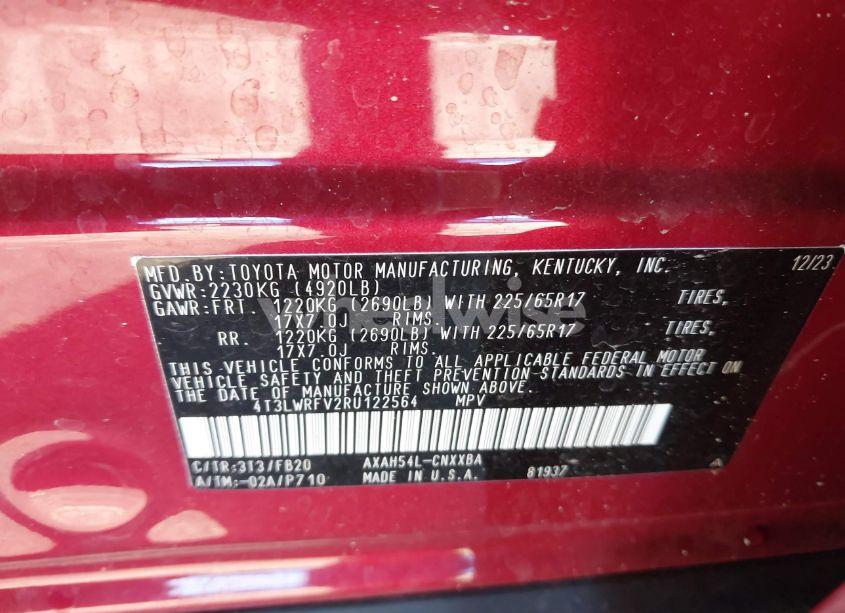 MFD.BY:TOYOTA MOTOR MANUFACTURING, KENTUCKY, INC. 12/23
GVWR:2230KG (4920LB)
GAWR:FRT. 1220KG (2690LB) WITH 225/65R17 TIRES,
17X7.0J RIMS.
RR. 1220KG (2690LB) WITH 225/65R17 TIRES,
17X7.0J RIMS.
THIS VEHICLE CONFORMS TO ALL APPLICABLE FEDERAL MOTOR
VEHICLE SAFETY AND THEFT PREVENTION STANDARDS IN EFFECT ON
THE DATE OF MANUFACTURE SHOWN ABOVE.
4T3LWRFV2RU122564 MPV
C/TR:3T3/FB20 AXAH54L-CNXXBA
A/TM:-02A/P710 MADE IN U.S.A. 81937 A
wheelwise